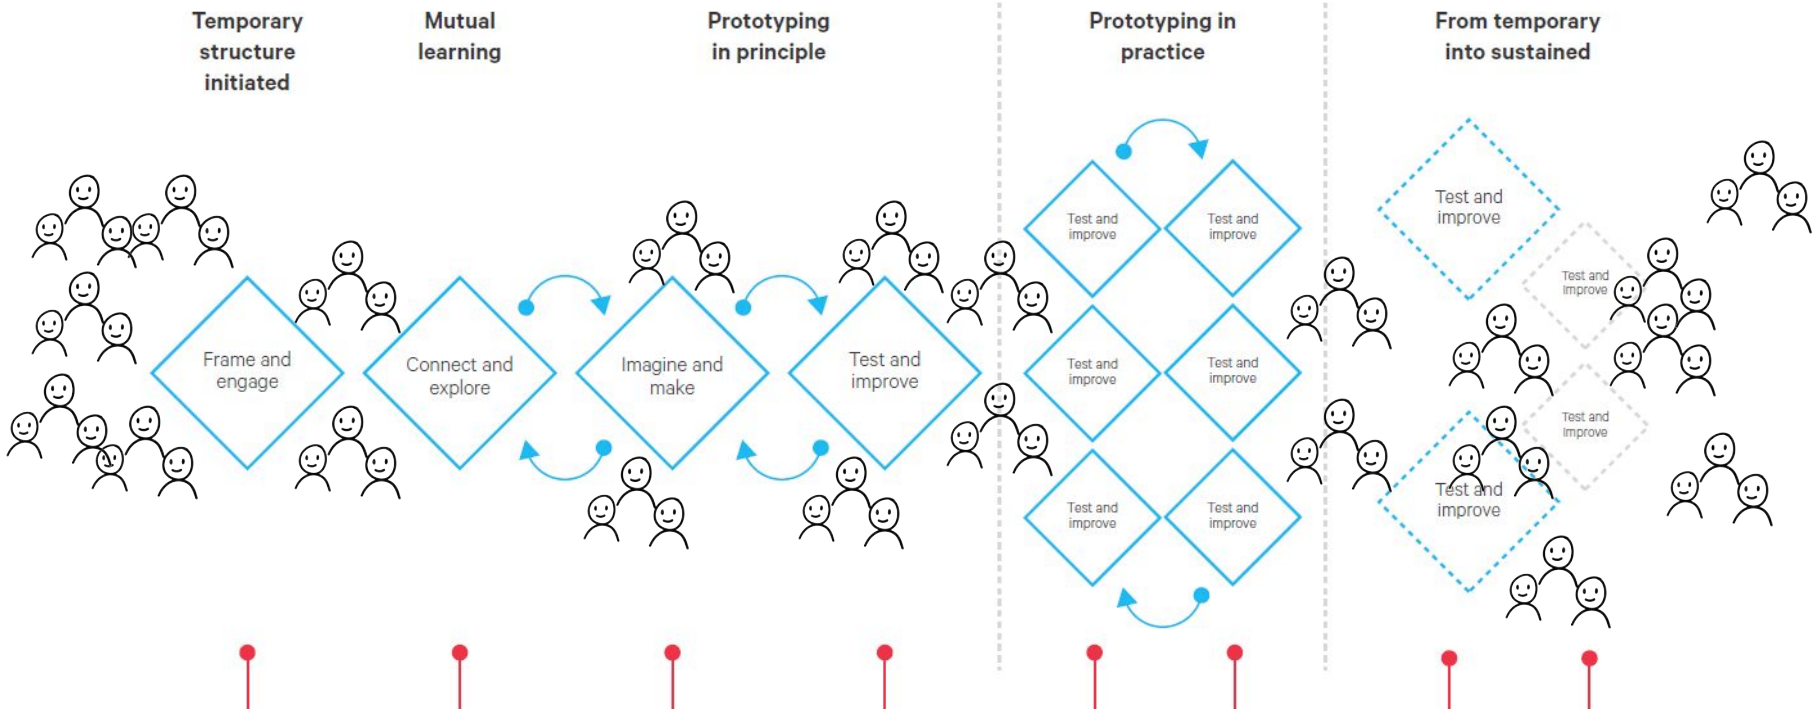 Temporary
structure
initiated
Mutual
learning
Prototyping
in principle
Prototyping in
practice
From temporary
into sustained
Frame and
engage
Connect and
explore
Imagine and
make
Test and
improve
Test and
improve
Test and
improve
Test and
improve
Test and
improve
Test and
improve
Test and
improve
Test and
improve
Test and
Improve
Test and
Improve
Test and
improve